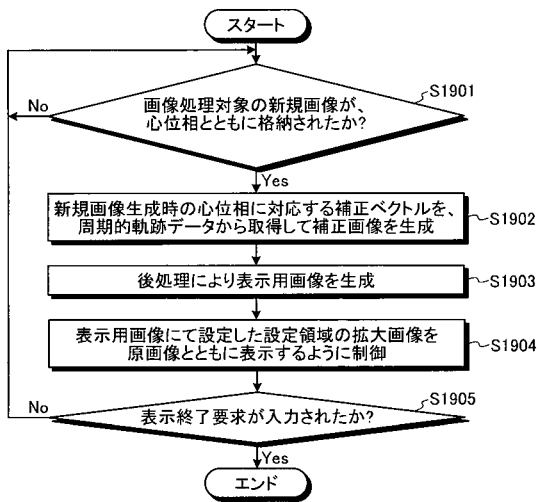 スタート
S1901
No
画像処理対象の新規画像が、
心位相とともに格納されたか?
Yes
新規画像生成時の心位相に対応する補正ベクトルを、
周期的軌跡データから取得して補正画像を生成
S1902
後処理により表示用画像を生成
S1903
表示用画像にて設定した設定領域の拡大画像を
原画像とともに表示するように制御
S1904
S1905
No
表示終了要求が入力されたか?
Yes
エンド